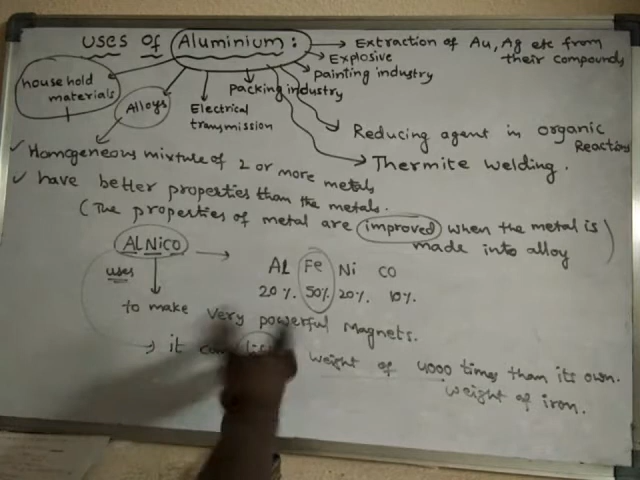 USES OF Aluminium:
Extraction of Au, Ag etc from
their compounds
Explosive
painting industry
packing industry
household
materials
Alloys
Electrical
transmission
Reducing agent in organic
Reactions
Thermite welding.
Homogeneous mixture of 2 or more metals
have better properties than the metals.
(The properties of metal are improved when the metal is
made into alloy)
AlNiCo
Al Fe Ni Co
20%. 50%. 20%. 10%.
uses
to make very powerful Magnets.
it can weight of 4000 times than its own.
weight of iron.